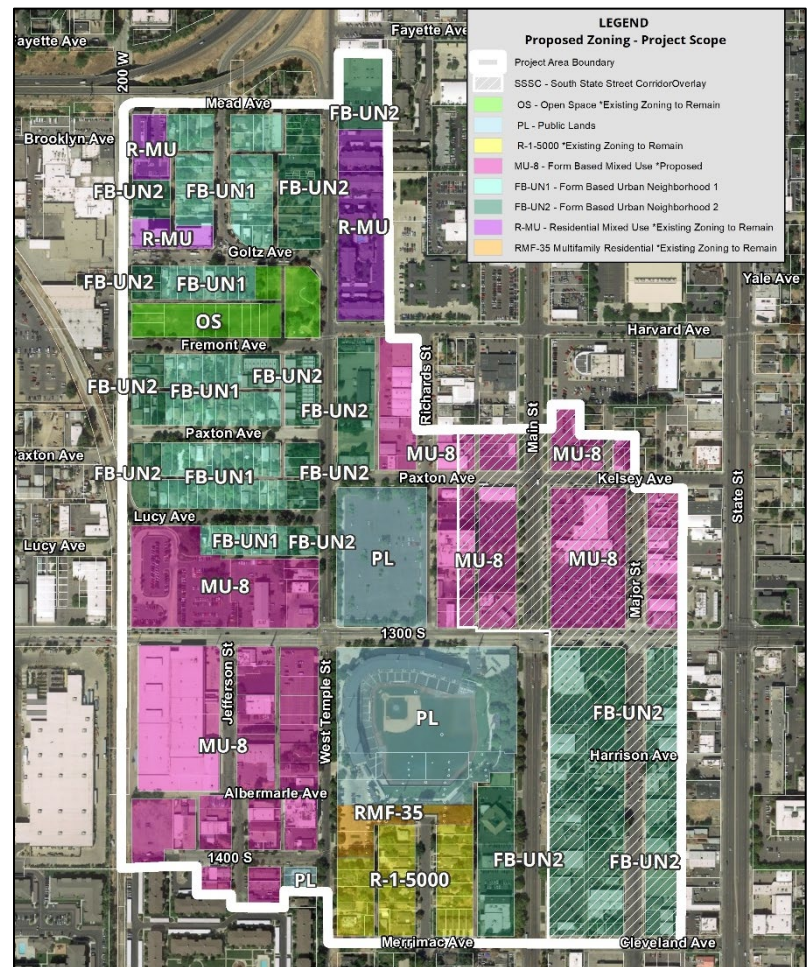 Fayette Ave
Fayette Ave
LEGEND
Proposed Zoning - Project Scope
Project Area Boundary
SSSC - South State Street CorridorOverlay
OS - Open Space *Existing Zoning to Remain
PL - Public Lands
R-1-5000 *Existing Zoning to Remain
MU-8 - Form Based Mixed Use *Proposed
FB-UN1 - Form Based Urban Neighborhood 1
FB-UN2 - Form Based Urban Neighborhood 2
R-MU - Residential Mixed Use *Existing Zoning to Remain
RMF-35 Multifamily Residential *Existing Zoning to Remain
200 W
Mead Ave
FB-UN2
Brooklyn Ave
R-MU
FB-UN2
FB-UN1
FB-UN2
R-MU
R-MU
Goltz Ave
FB-UN2
FB-UN1
Yale Ave
OS
Harvard Ave
Fremont Ave
Richards St
FB-UN2
FB-UN1
FB-UN2
FB-UN2
Main St
Paxton Ave
Paxton Ave
MU-8
MU-8
FB-UN2
FB-UN1
FB-UN2
Paxton Ave
Kelsey Ave
State St
Lucy Ave
Lucy Ave
FB-UN1
FB-UN2
PL
MU-8
MU-8
MU-8
Major St
1300 S
Jefferson St
West Temple St
PL
FB-UN2
MU-8
Harrison Ave
Albermarle Ave
RMF-35
1400 S
FB-UN2
FB-UN2
PL
R-1-5000
Merrimac Ave
Cleveland Ave